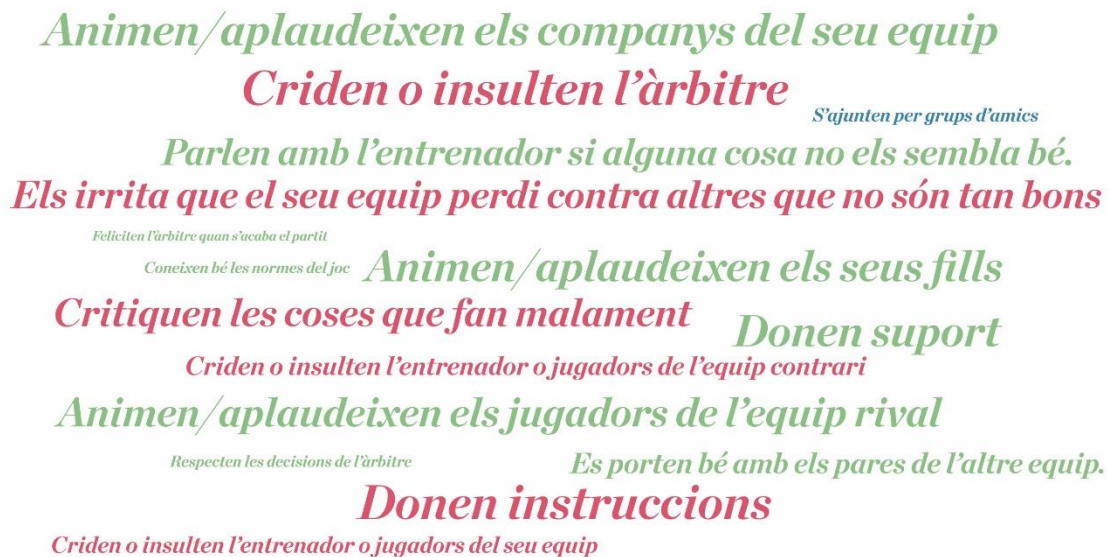 Animen/aplaudeixen els companys del seu equip
Criden o insulten l’àrbitre
S’ajunten per grups d’amics
Parlen amb l’entrenador si alguna cosa no els sembla bé.
Els irrita que el seu equip perdi contra altres que no són tan bons
Feliciten l’àrbitre quan s’acaba el partit
Coneixen bé les normes del joc
Animen/aplaudeixen els seus fills
Critiquen les coses que fan malament
Donen suport
Criden o insulten l’entrenador o jugadors de l’equip contrari
Animen/aplaudeixen els jugadors de l’equip rival
Respecten les decisions de l’àrbitre
Es porten bé amb els pares de l’altre equip.
Donen instruccions
Criden o insulten l’entrenador o jugadors del seu equip